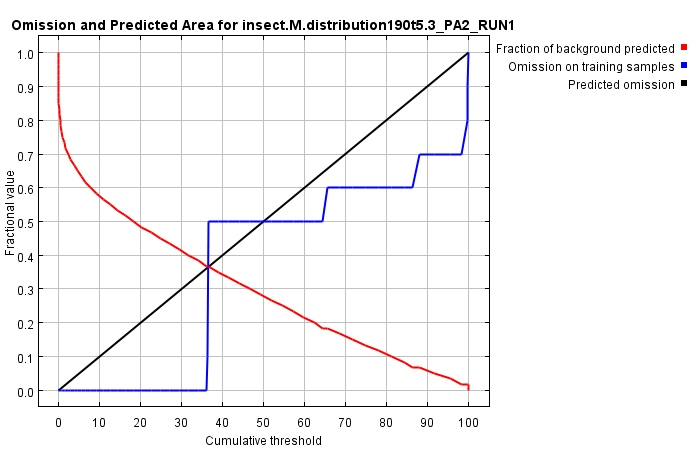 Omission and Predicted Area for insect.M.distribution190t5.3_PA2_RUN1
Fraction of background predicted
Omission on training samples
Predicted omission
1.0
0.9
0.8
0.7
0.6
0.5
0.4
0.3
0.2
0.1
0.0
Fractional value
0 10 20 30 40 50 60 70 80 90 100
Cumulative threshold